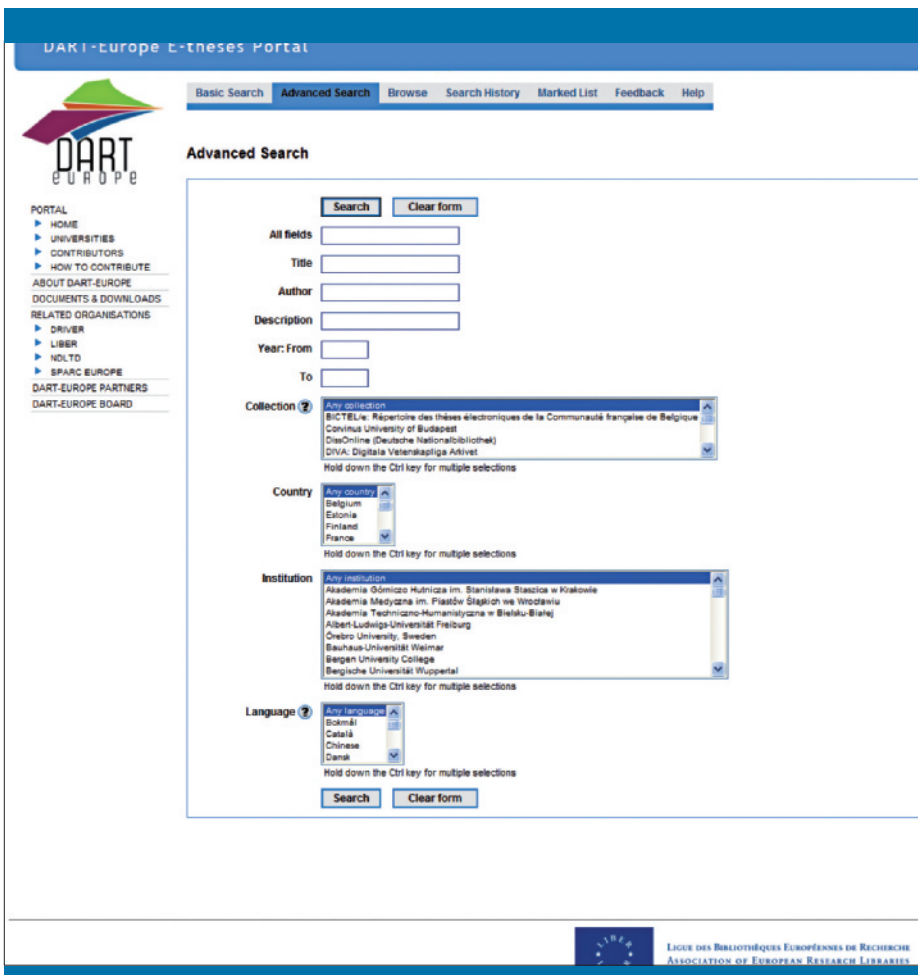 DART-Europe E-theses Portal
Basic Search Advanced Search Browse Search History Marked List Feedback Help
DART
EUROPE
Advanced Search
PORTAL
HOME
UNIVERSITIES
CONTRIBUTORS
HOW TO CONTRIBUTE
ABOUT DART-EUROPE
DOCUMENTS & DOWNLOADS
RELATED ORGANISATIONS
DRIVER
LIBER
NDLTD
SPARC EUROPE
DART-EUROPE PARTNERS
DART-EUROPE BOARD
Search Clear form
All fields
Title
Author
Description
Year: From
To
Collection ?
Any collection
BICTEL/e: Répertoire des thèses électroniques de la Communauté française de Belgique
Corvinus University of Budapest
DissOnline (Deutsche Nationalbibliothek)
DIVA: Digitala Vetenskapliga Arkivet
Hold down the Ctrl key for multiple selections
Country
Any country
Belgium
Estonia
Finland
France
Hold down the Ctrl key for multiple selections
Institution
Any institution
Akademia Górniczo Hutnicza im. Stanisława Staszica w Krakowie
Akademia Medyczna im. Piastów Śląskich we Wrocławiu
Akademia Techniczno-Humanistyczna w Bielsku-Białej
Albert-Ludwigs-Universität Freiburg
Örebro University, Sweden
Bauhaus-Universität Weimar
Bergen University College
Bergische Universität Wuppertal
Hold down the Ctrl key for multiple selections
Language ?
Any language
Bokmål
Català
Chinese
Dansk
Hold down the Ctrl key for multiple selections
Search Clear form
LIBER
LIGUE DES BIBLIOTHÈQUES EUROPÉENNES DE RECHERCHE
ASSOCIATION OF EUROPEAN RESEARCH LIBRARIES